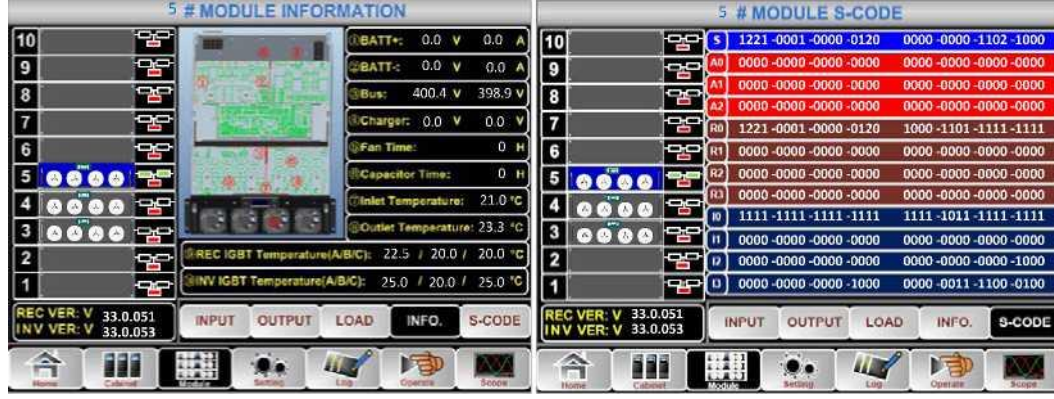 5 # MODULE INFORMATION
10
9
8
7
6
5
4
3
2
1
①BATT+: 0.0 V 0.0 A
②BATT-: 0.0 V 0.0 A
③Bus: 400.4 V 398.9 V
④Charger: 0.0 V 0.0 V
⑤Fan Time: 0 H
⑥Capacitor Time: 0 H
⑦Inlet Temperature: 21.0 °C
⑧Outlet Temperature: 23.3 °C
⑨REC IGBT Temperature(A/B/C): 22.5 / 20.0 / 20.0 °C
⑩INV IGBT Temperature(A/B/C): 25.0 / 20.0 / 25.0 °C
REC VER: V 33.0.051
INV VER: V 33.0.053
INPUT OUTPUT LOAD INFO. S-CODE
Home Cabinet Module Setting Log Operate Scope
5 # MODULE S-CODE
10
9
8
7
6
5
4
3
2
1
S 1221 -0001 -0000 -0120 0000 -0000 -1102 -1000
A0 0000 -0000 -0000 -0000 0000 -0000 -0000 -0000
A1 0000 -0000 -0000 -0000 0000 -0000 -0000 -0000
A2 0000 -0000 -0000 -0000 0000 -0000 -0000 -0000
R0 1221 -0001 -0000 -0120 1000 -1101 -1111 -1111
R1 0000 -0000 -0000 -0000 0000 -0000 -0000 -0000
R2 0000 -0000 -0000 -0000 0000 -0000 -0000 -0000
R3 0000 -0000 -0000 -0000 0000 -0000 -0000 -0000
I0 1111 -1111 -1111 -1111 1111 -1011 -1111 -1111
I1 0000 -0000 -0000 -0000 0000 -0000 -0000 -0000
I2 0000 -0000 -0000 -0000 0000 -0000 -0000 -1000
I3 0000 -0000 -0000 -1000 0000 -0011 -1100 -0100
REC VER: V 33.0.051
INV VER: V 33.0.053
INPUT OUTPUT LOAD INFO. S-CODE
Home Cabinet Module Setting Log Operate Scope